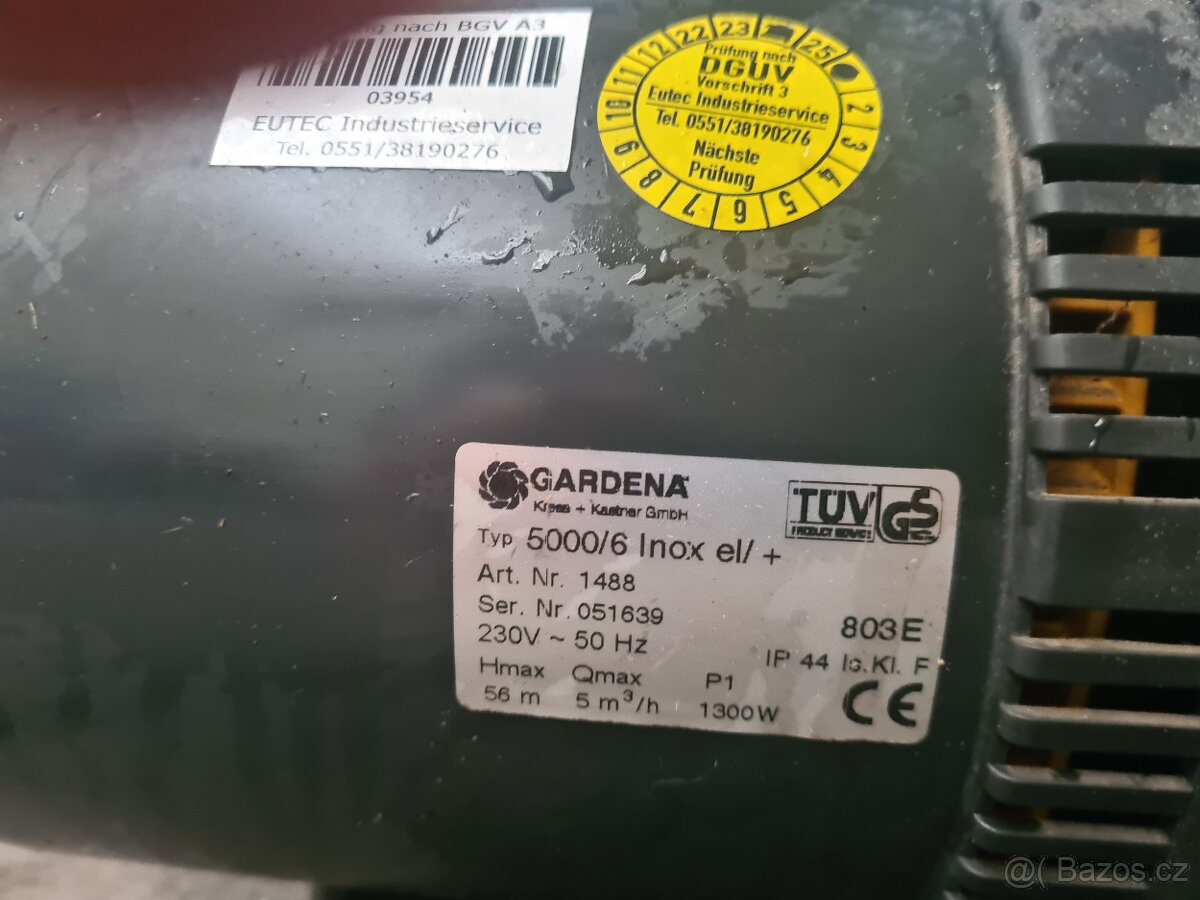 nach BGV A3
03954
EUTEC Industrieservice
Tel. 0551/38190276
22 23 25
2 3 4 5 6 7 8 9 10 11 12
Prüfung nach
DGUV
Vorschrift 3
Eutec Industrieservice
Tel. 0551/38190276
Nächste
Prüfung
GARDENA
Kress + Kastner GmbH
TÜV
PRODUCT SERVICE
GS
Typ 5000/6 Inox el/ +
Art. Nr. 1488
Ser. Nr. 051639
803E
230V ~ 50 Hz
IP 44 Is.Kl. F
Hmax Qmax P1
56 m 5 m³/h 1300W
CE
@( Bazos.cz